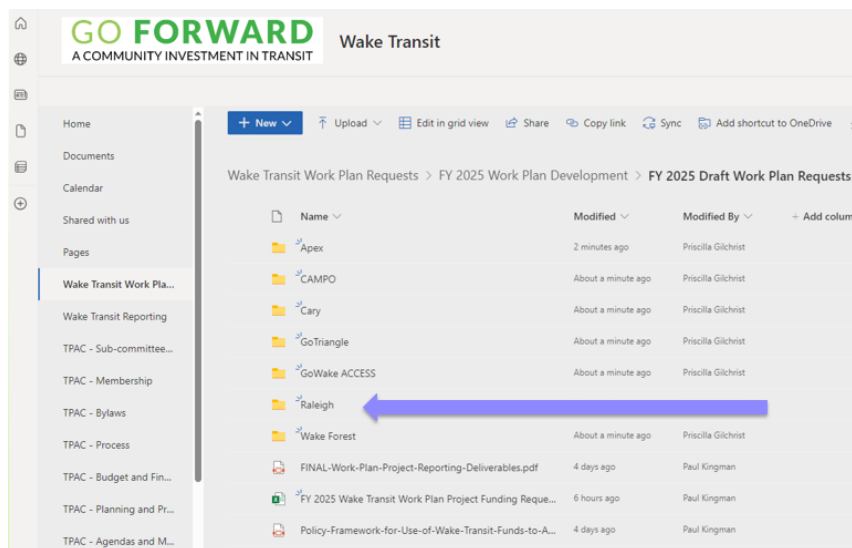 GO FORWARD
A COMMUNITY INVESTMENT IN TRANSIT
Wake Transit
Home
Documents
Calendar
Shared with us
Pages
Wake Transit Work Pla...
Wake Transit Reporting
TPAC - Sub-committee...
TPAC - Membership
TPAC - Bylaws
TPAC - Process
TPAC - Budget and Fin...
TPAC - Planning and Pr...
TPAC - Agendas and M...
+ New Upload Edit in grid view Share Copy link Sync Add shortcut to OneDrive
Wake Transit Work Plan Requests > FY 2025 Work Plan Development > FY 2025 Draft Work Plan Requests
Name Modified Modified By + Add colum
Apex 2 minutes ago Priscilla Gilchrist
CAMPO About a minute ago Priscilla Gilchrist
Cary About a minute ago Priscilla Gilchrist
GoTriangle About a minute ago Priscilla Gilchrist
GoWake ACCESS About a minute ago Priscilla Gilchrist
Raleigh
Wake Forest About a minute ago Priscilla Gilchrist
FINAL-Work-Plan-Project-Reporting-Deliverables.pdf 4 days ago Paul Kingman
FY 2025 Wake Transit Work Plan Project Funding Reque... 6 hours ago Paul Kingman
Policy-Framework-for-Use-of-Wake-Transit-Funds-to-A... 4 days ago Paul Kingman